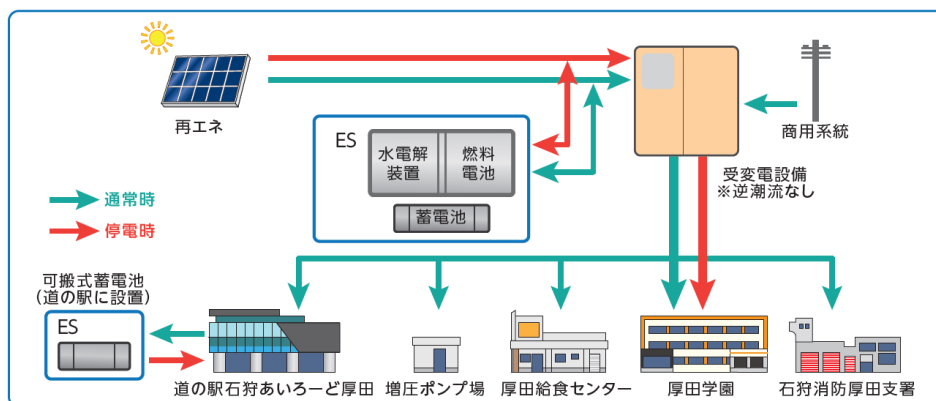 再エネ
ES
水電解
装置
燃料
電池
蓄電池
商用系統
受変電設備
※逆潮流なし
通常時
停電時
可搬式蓄電池
(道の駅に設置)
ES
道の駅石狩あいろーど厚田
増圧ポンプ場
厚田給食センター
厚田学園
石狩消防厚田支署